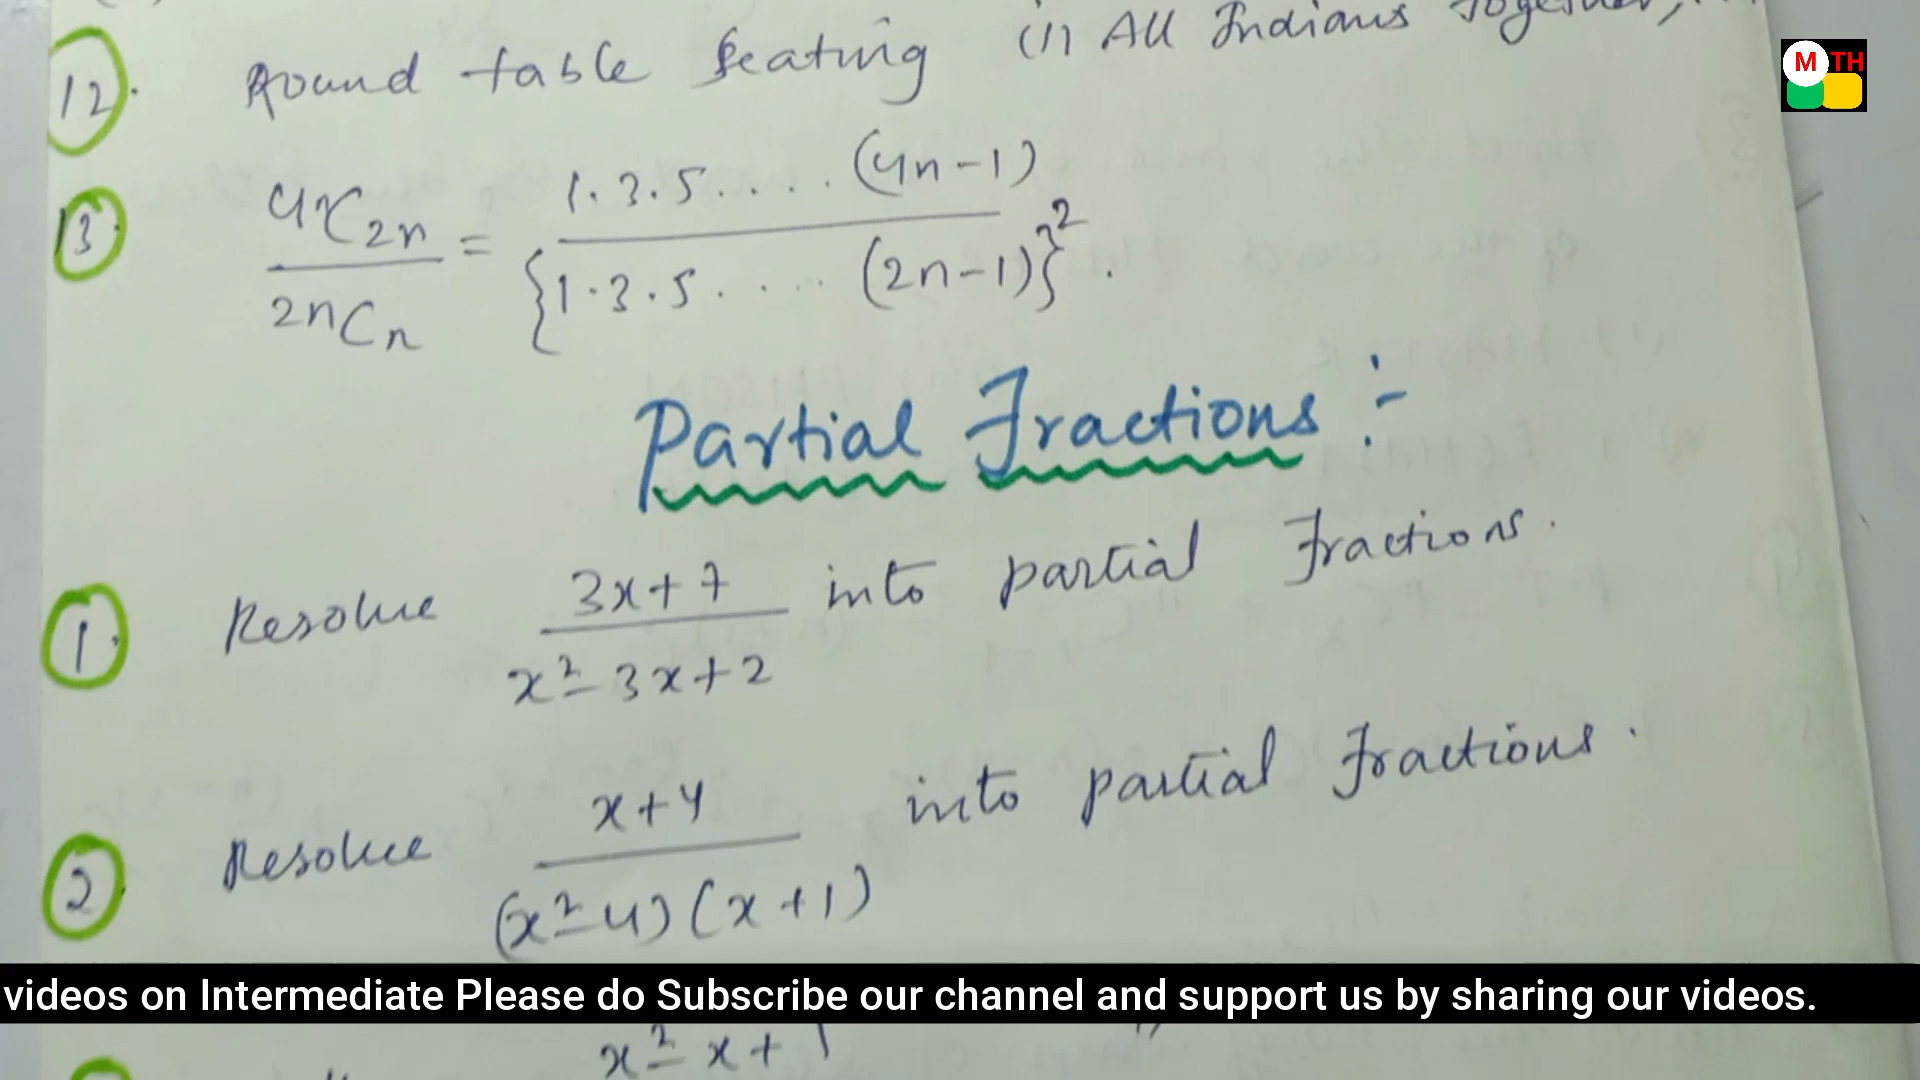 12. Round table Seating (i) All Indians Together,
M TH
13 4nC2n / 2nCn = 1.3.5.....(4n-1) / {1.3.5.....(2n-1)}² .
Partial Fractions :-
1. Resolve 3x+7 / x²-3x+2 into partial Fractions.
2. Resolve x+4 / (x²-4)(x+1) into partial Fractions.
videos on Intermediate Please do Subscribe our channel and support us by sharing our videos.
x²-x+1